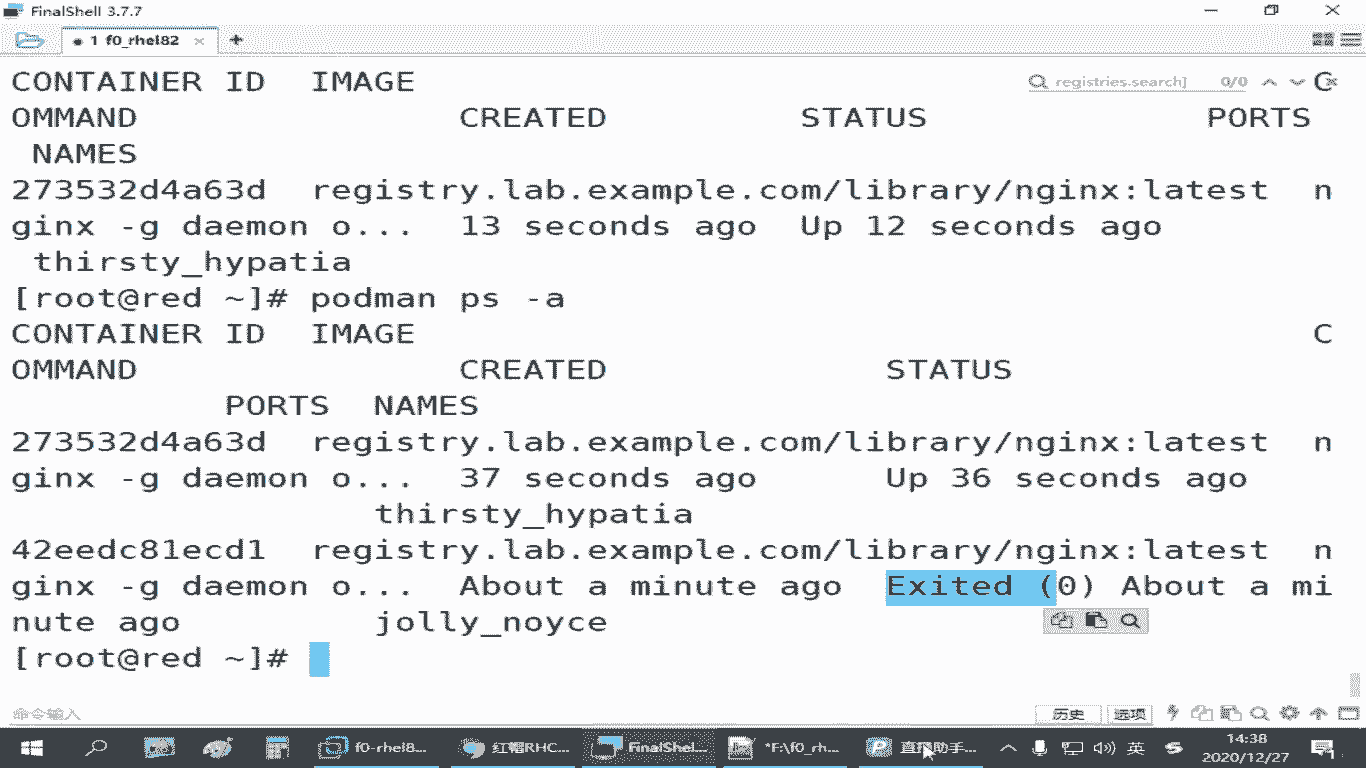 FinalShell 3.7.7
1 f0_rhel82
CONTAINER ID IMAGE C
registries.search] 0/0
OMMAND CREATED STATUS PORTS
NAMES
273532d4a63d registry.lab.example.com/library/nginx:latest n
ginx -g daemon o... 13 seconds ago Up 12 seconds ago
thirsty_hypatia
[root@red ~]# podman ps -a
CONTAINER ID IMAGE C
OMMAND CREATED STATUS
PORTS NAMES
273532d4a63d registry.lab.example.com/library/nginx:latest n
ginx -g daemon o... 37 seconds ago Up 36 seconds ago
thirsty_hypatia
42eedc81ecd1 registry.lab.example.com/library/nginx:latest n
ginx -g daemon o... About a minute ago Exited (0) About a mi
nute ago jolly_noyce
[root@red ~]#
命令输入 历史 选项
f0-rhel8... 红帽RHC... FinalShel... *F:\f0_rh... 直播助手... 英 14:38
2020/12/27